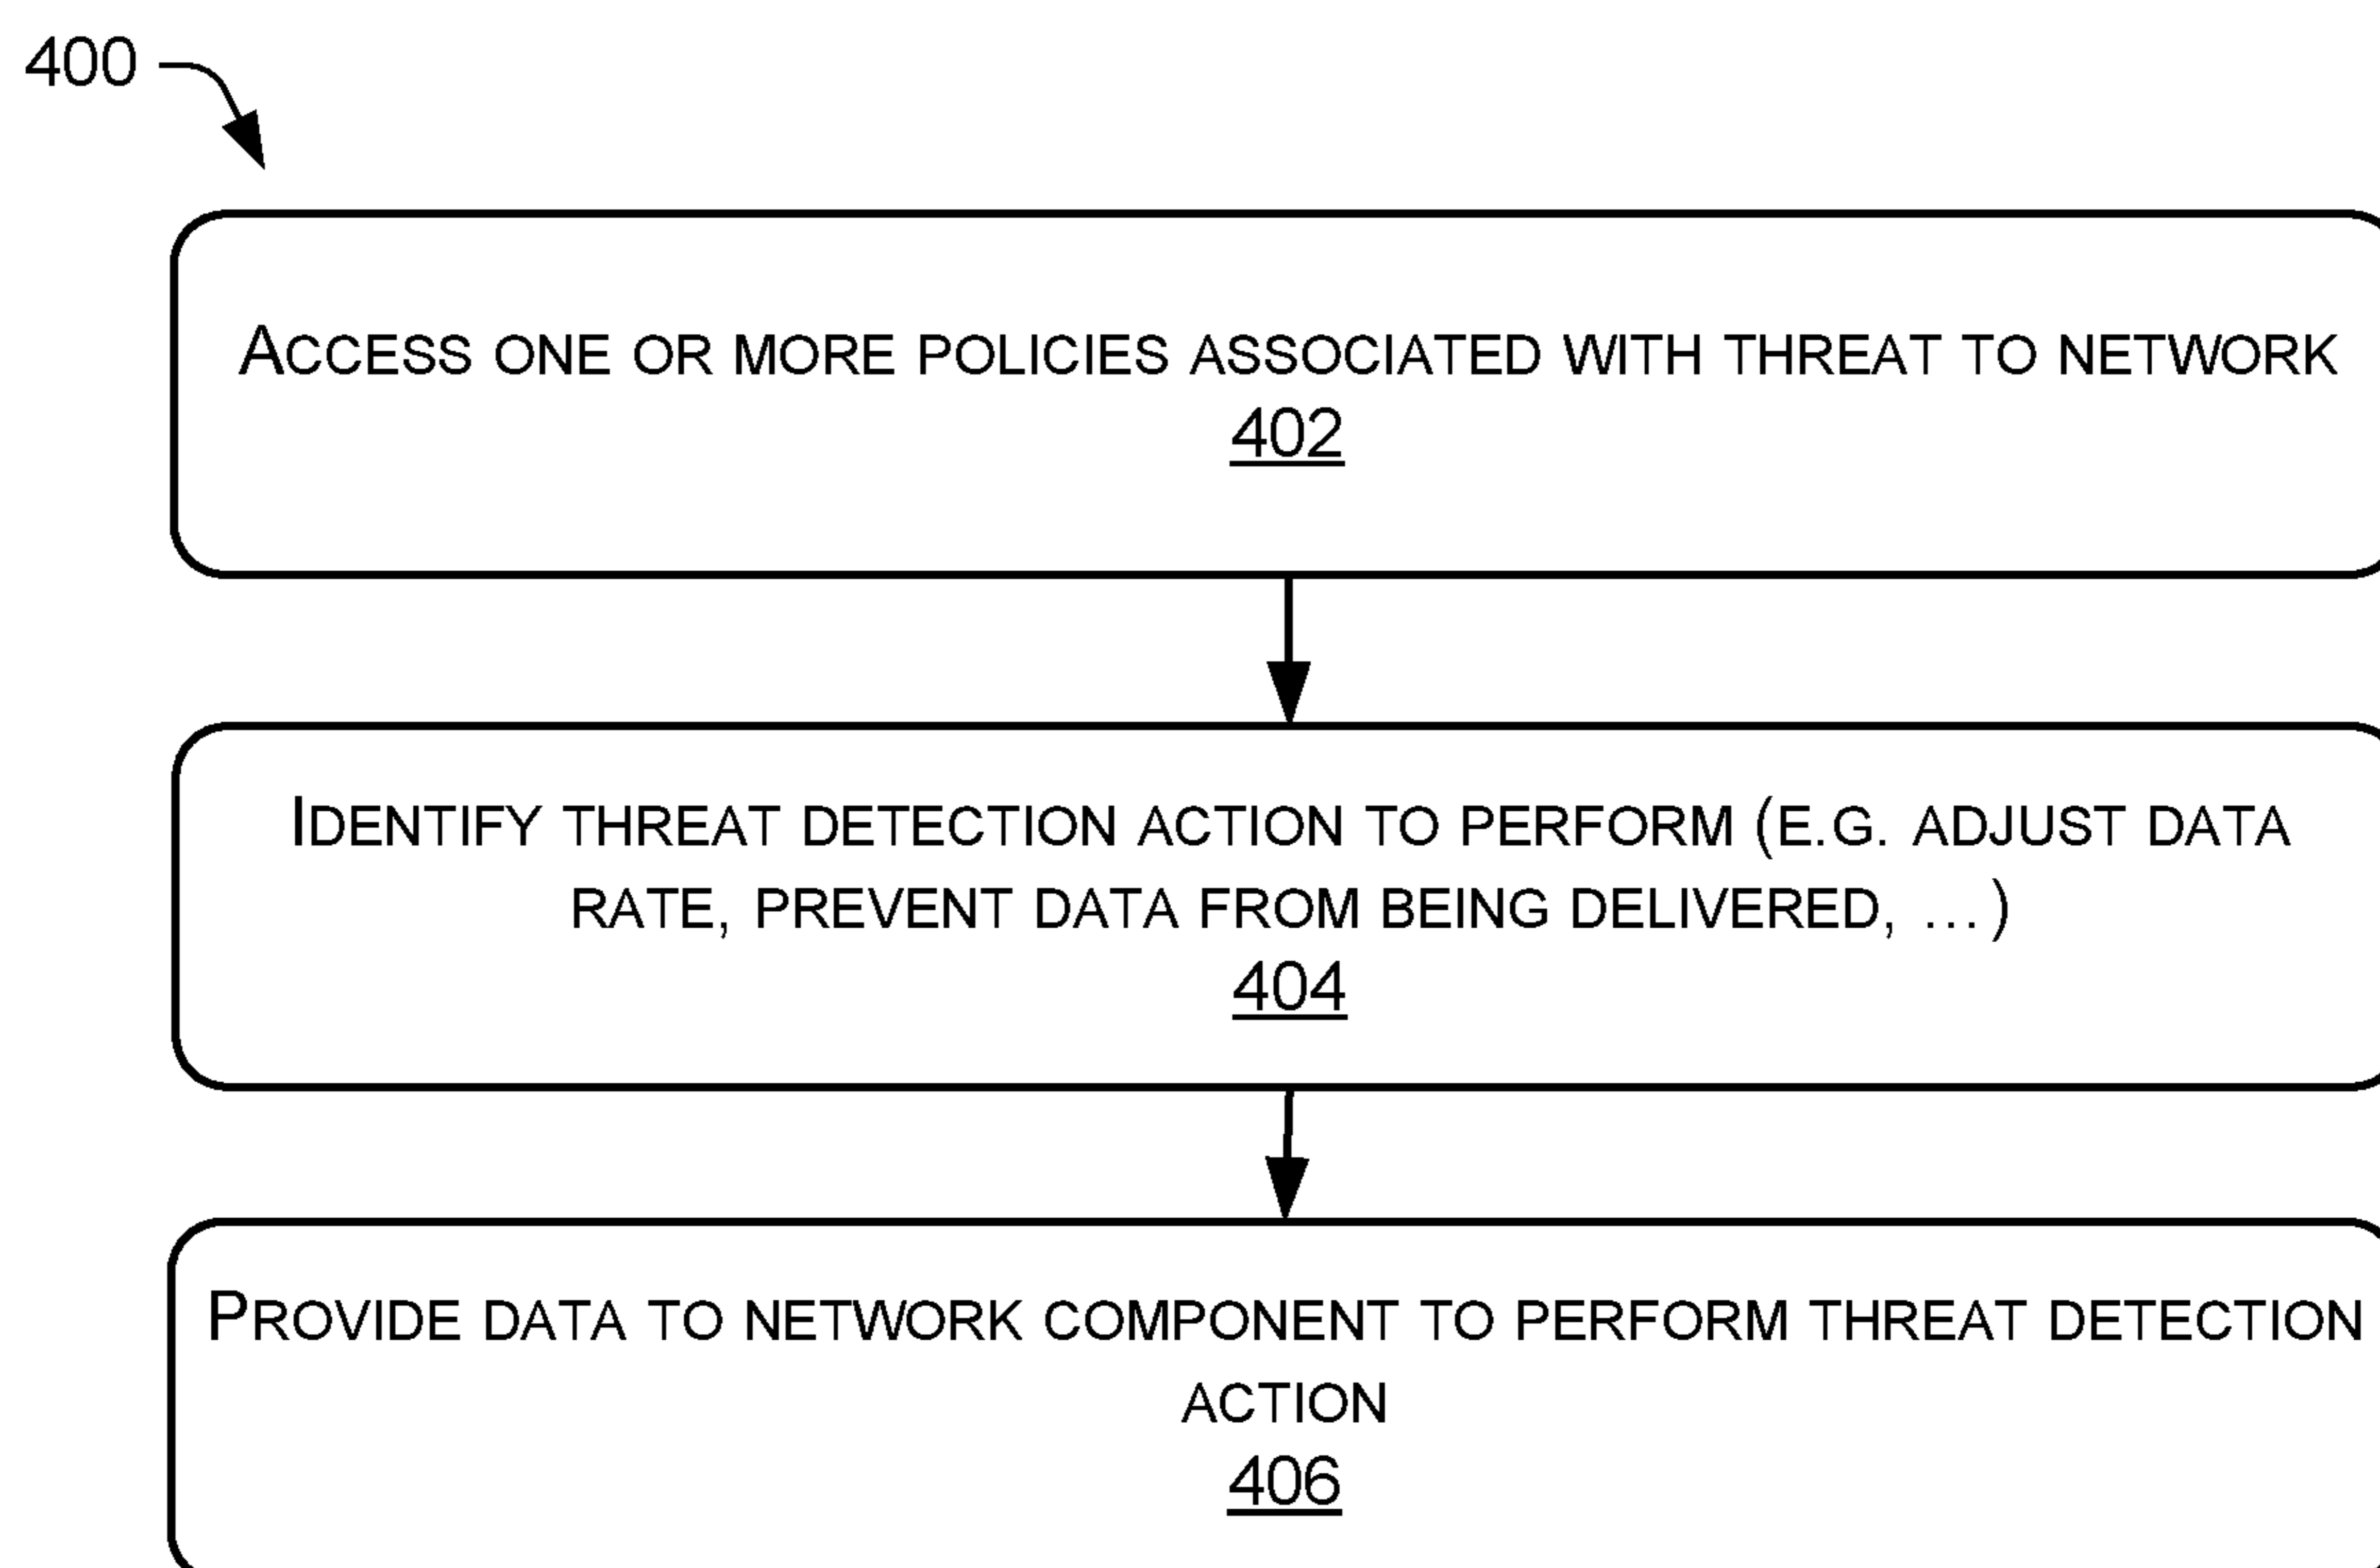 400
ACCESS ONE OR MORE POLICIES ASSOCIATED WITH THREAT TO NETWORK
402
IDENTIFY THREAT DETECTION ACTION TO PERFORM (E.G. ADJUST DATA
RATE, PREVENT DATA FROM BEING DELIVERED, ...)
404
PROVIDE DATA TO NETWORK COMPONENT TO PERFORM THREAT DETECTION
ACTION
406